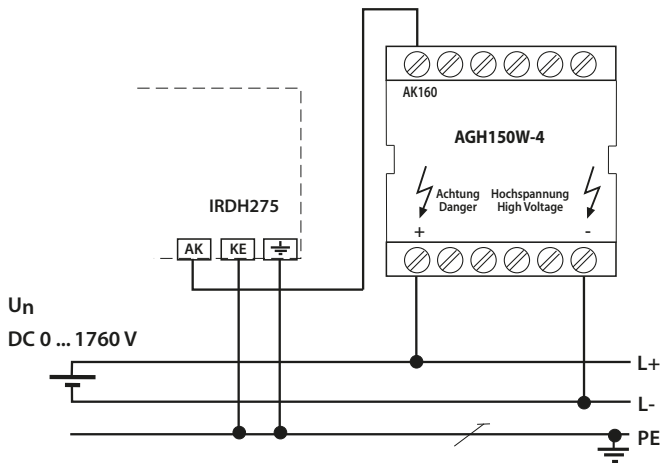 AK160
AGH150W-4
Achtung Hochspannung
Danger High Voltage
+ -
IRDH275
AK KE
Un
DC 0 ... 1760 V
L+
L-
PE